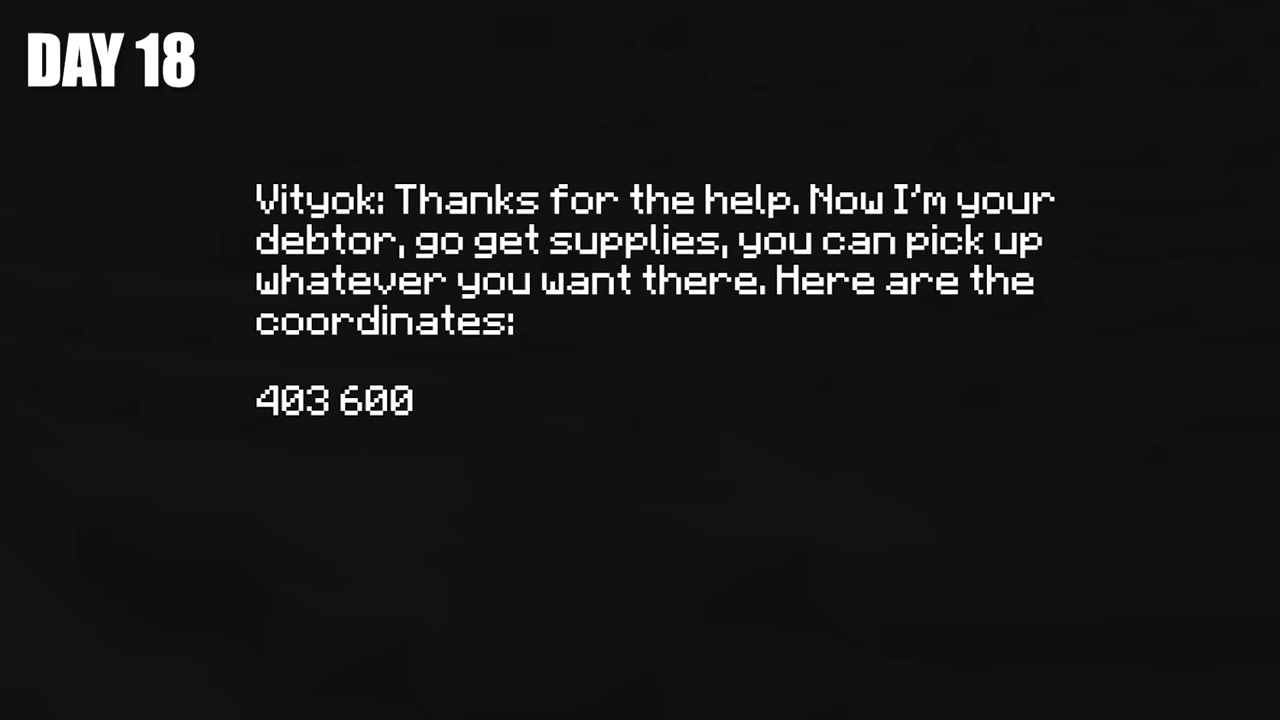 DAY 18
Vityok: Thanks for the help. Now I'm your
debtor, go get supplies, you can pick up
whatever you want there. Here are the
coordinates:
403 600